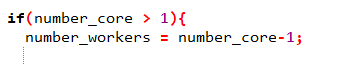 if(number_core > 1){
number_workers = number_core-1;